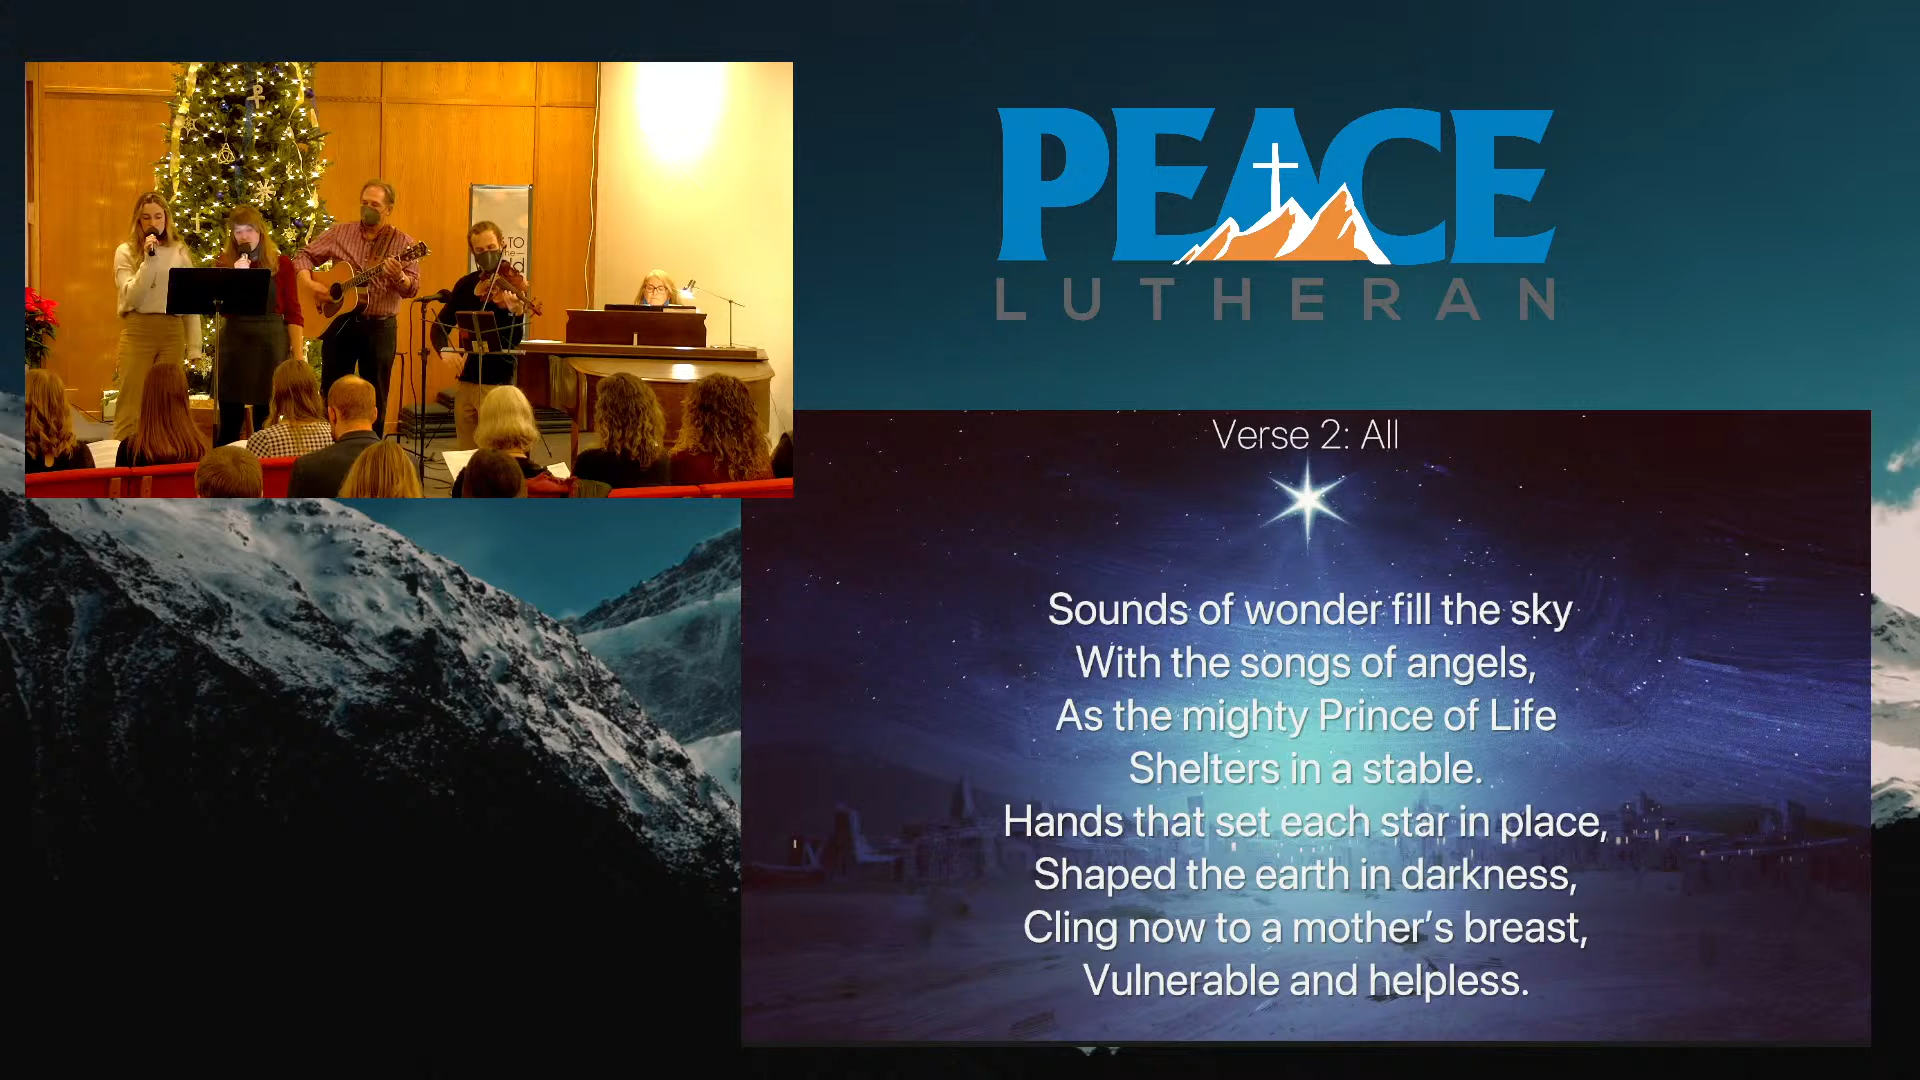 PEACE
LUTHERAN
TO
Verse 2: All
Sounds of wonder fill the sky
With the songs of angels,
As the mighty Prince of Life
Shelters in a stable.
Hands that set each star in place,
Shaped the earth in darkness,
Cling now to a mother’s breast,
Vulnerable and helpless.